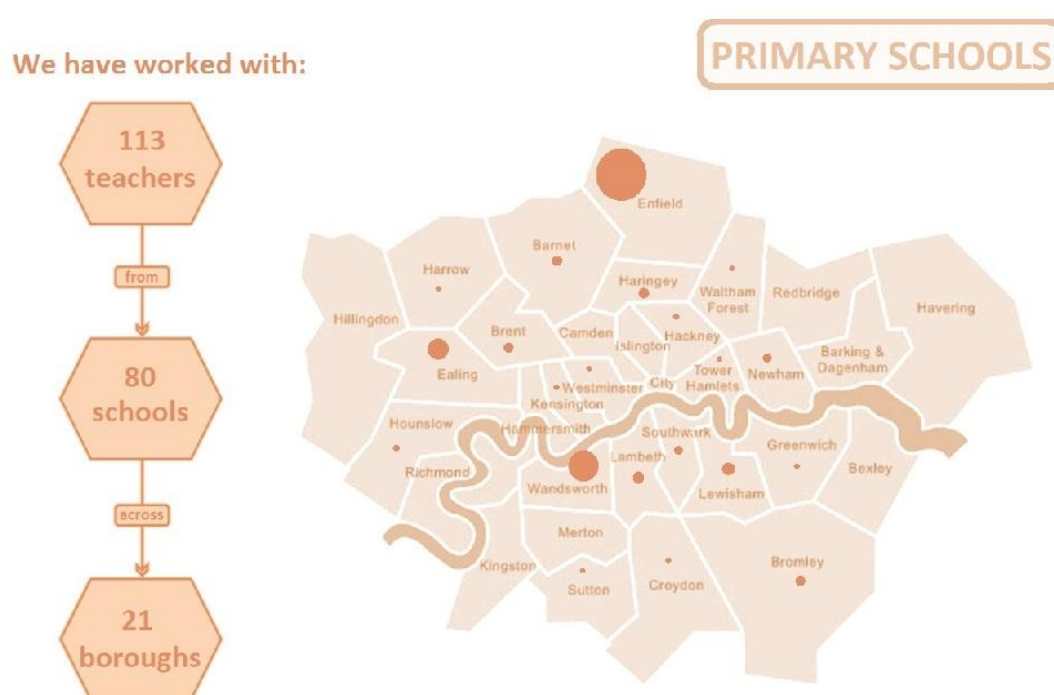 PRIMARY SCHOOLS
We have worked with:
113
teachers
from
80
schools
across
21
boroughs
Enfield
Barnet
Harrow
Haringey
Waltham
Forest
Redbridge
Havering
Hillingdon
Brent
Camden
Islington
Hackney
Barking &
Dagenham
Ealing
Westminster
City
Tower
Hamlets
Newham
Kensington
Hounslow
Hammersmith
Southwark
Greenwich
Richmond
Lambeth
Bexley
Wandsworth
Lewisham
Merton
Kingston
Sutton
Croydon
Bromley